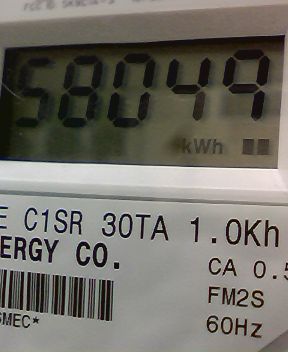 58049
kWh
E C1SR 30TA 1.0Kh
ERGY CO.
CA 0.5
FM2S
60Hz
SMEC*